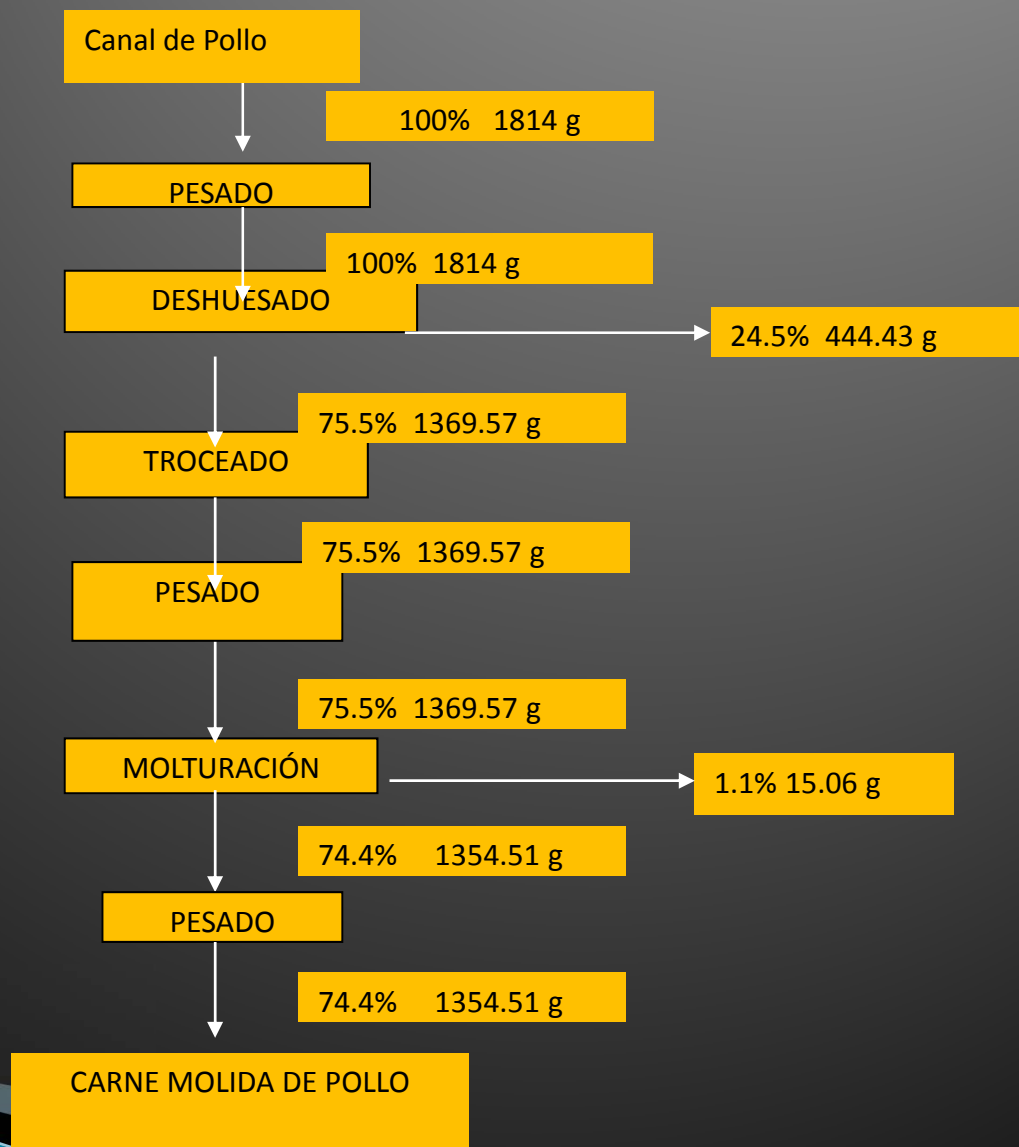 Canal de Pollo
100% 1814 g
PESADO
100% 1814 g
DESHUESADO
24.5% 444.43 g
75.5% 1369.57 g
TROCEADO
75.5% 1369.57 g
PESADO
75.5% 1369.57 g
MOLTURACIÓN
1.1% 15.06 g
74.4% 1354.51 g
PESADO
74.4% 1354.51 g
CARNE MOLIDA DE POLLO